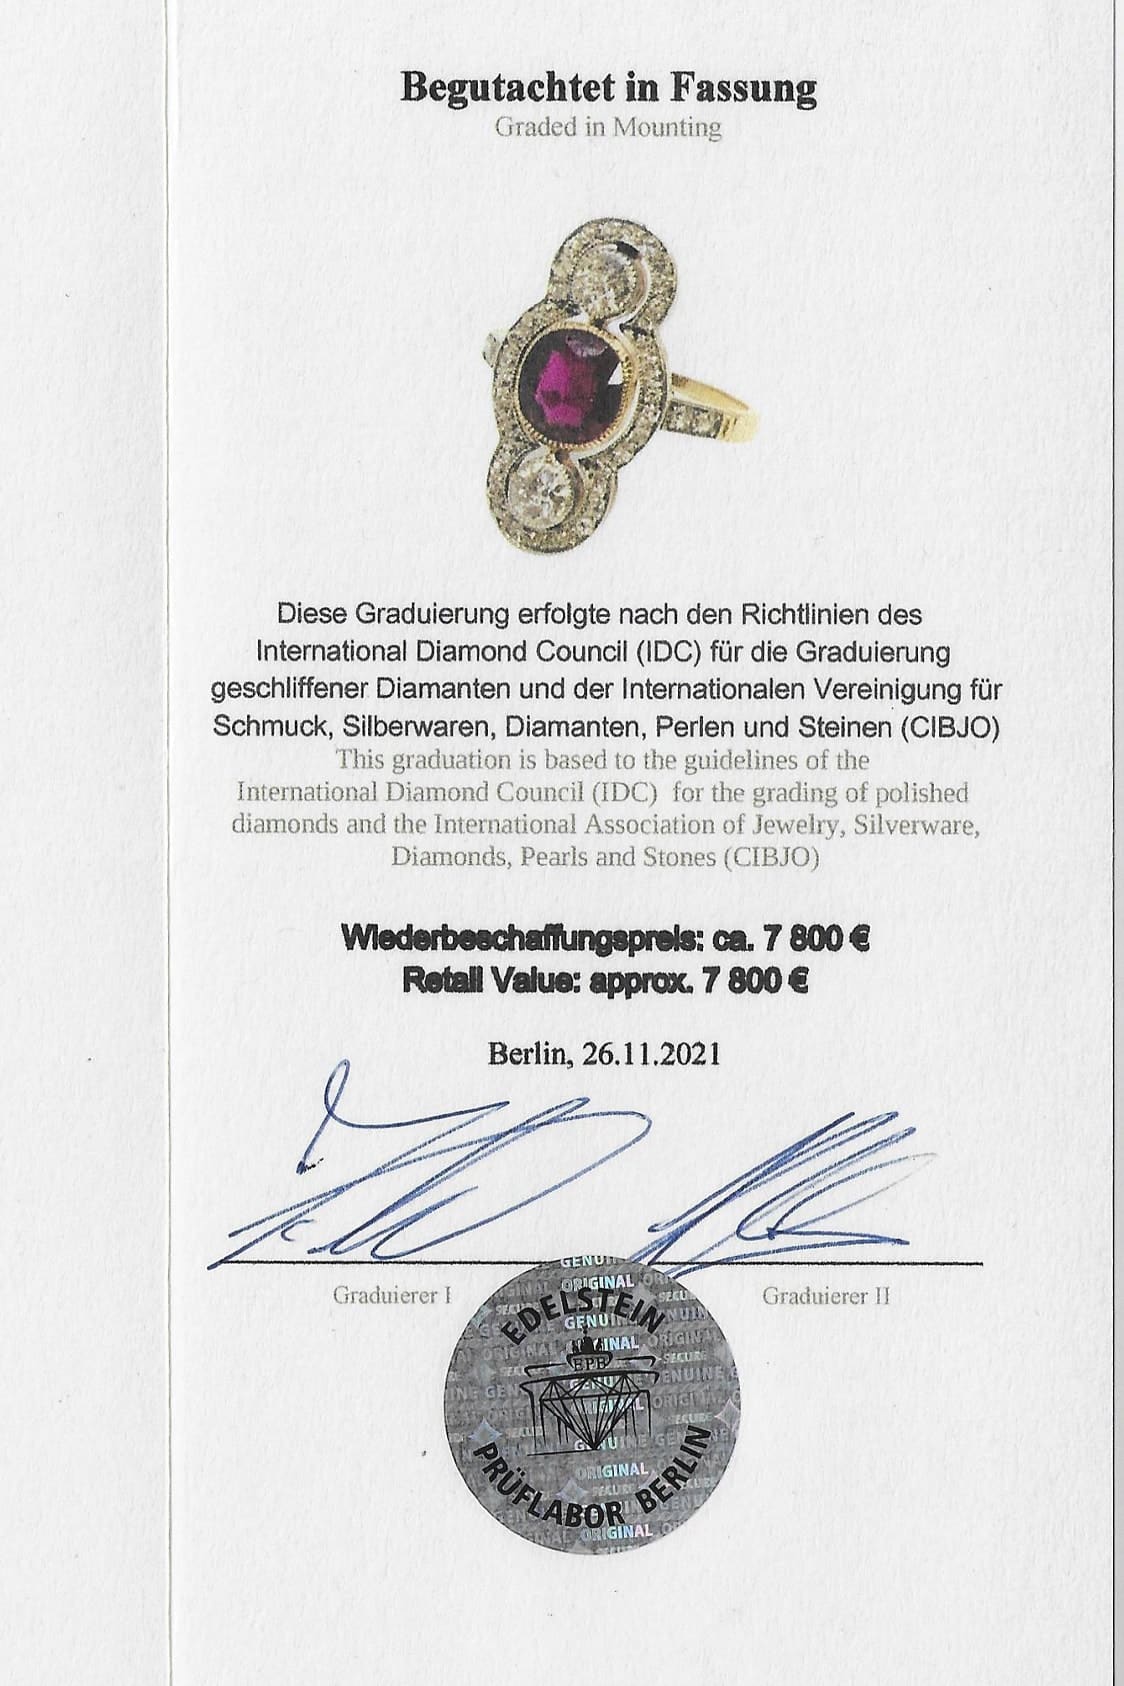 Begutachtet in Fassung
Graded in Mounting
Diese Graduierung erfolgte nach den Richtlinien des
International Diamond Council (IDC) für die Graduierung
geschliffener Diamanten und der Internationalen Vereinigung für
Schmuck, Silberwaren, Diamanten, Perlen und Steinen (CIBJO)
This graduation is based to the guidelines of the
International Diamond Council (IDC) for the grading of polished
diamonds and the International Association of Jewelry, Silverware,
Diamonds, Pearls and Stones (CIBJO)
Wiederbeschaffungspreis: ca. 7 800 €
Retail Value: approx. 7 800 €
Berlin, 26.11.2021
Graduierer I
Graduierer II
EDELSTEIN
EPB
PRÜFLABOR BERLIN
GENUINE
ORIGINAL
SECURE